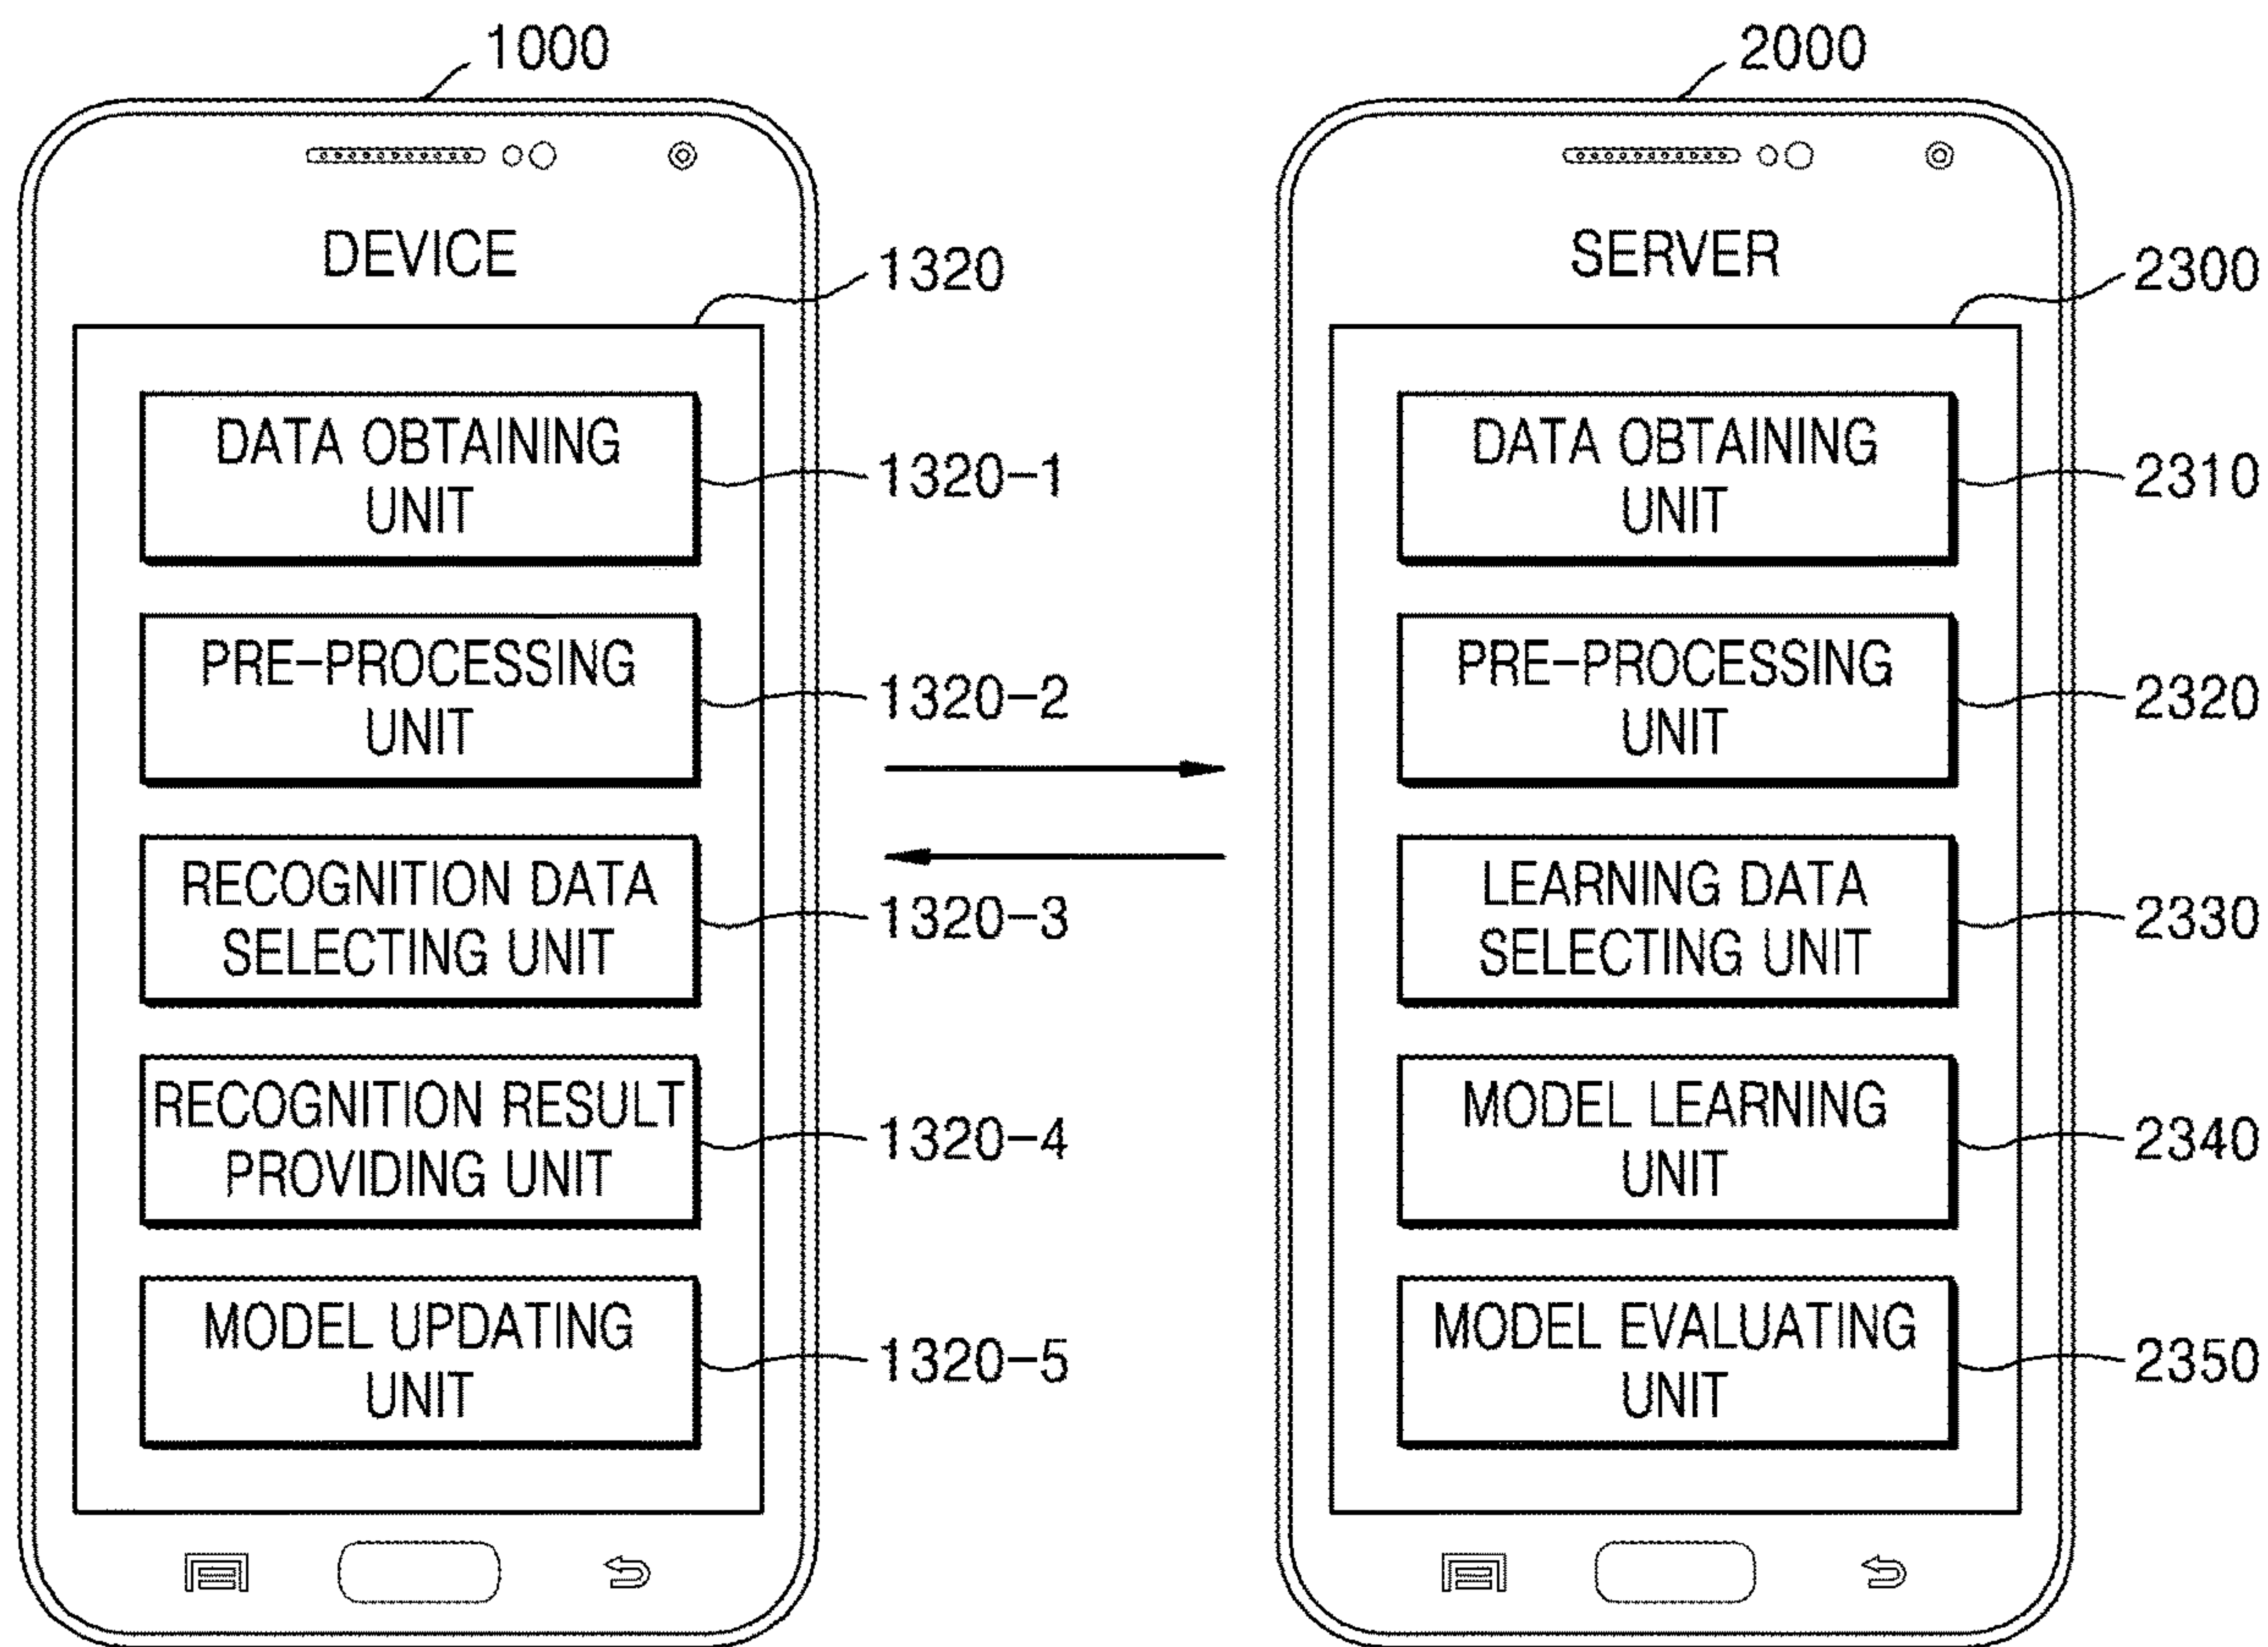 1000
DEVICE
1320
DATA OBTAINING
UNIT
1320-1
PRE-PROCESSING
UNIT
1320-2
RECOGNITION DATA
SELECTING UNIT
1320-3
RECOGNITION RESULT
PROVIDING UNIT
1320-4
MODEL UPDATING
UNIT
1320-5
2000
SERVER
2300
DATA OBTAINING
UNIT
2310
PRE-PROCESSING
UNIT
2320
LEARNING DATA
SELECTING UNIT
2330
MODEL LEARNING
UNIT
2340
MODEL EVALUATING
UNIT
2350